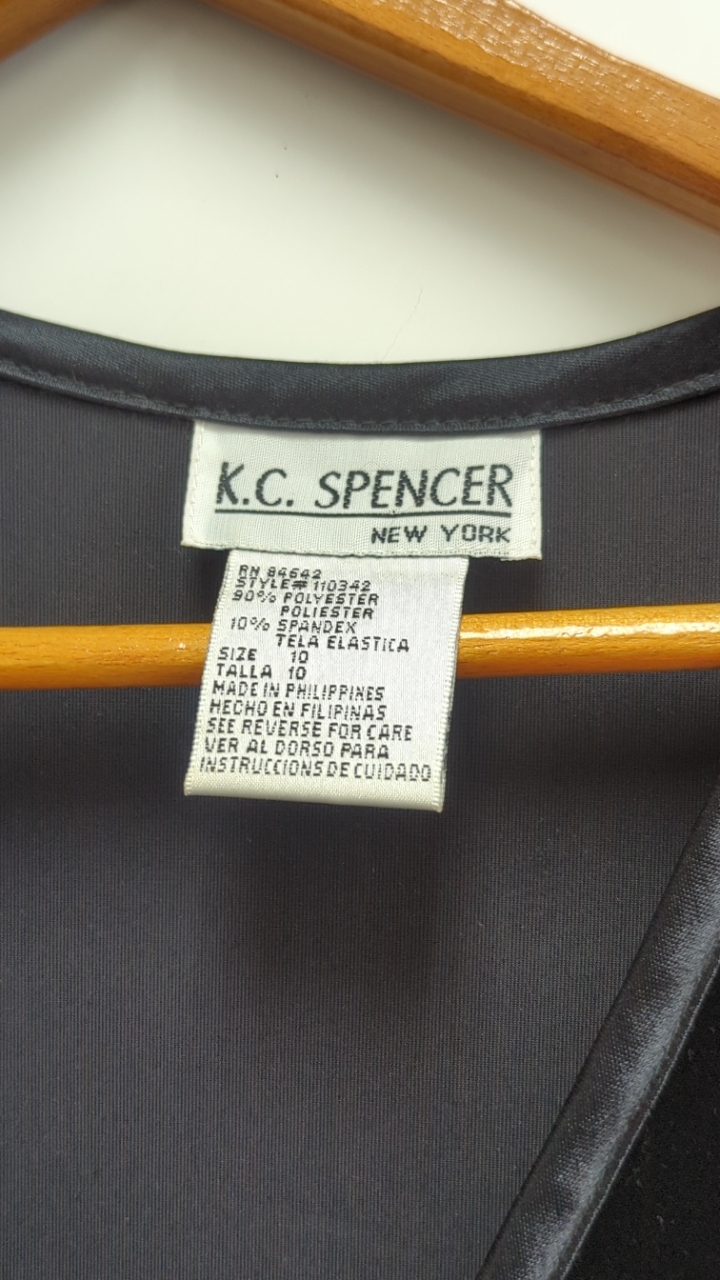 K.C. SPENCER
NEW YORK
RN 84642
STYLE# 110342
90% POLYESTER
POLIESTER
10% SPANDEX
TELA ELASTICA
SIZE 10
TALLA 10
MADE IN PHILIPPINES
HECHO EN FILIPINAS
SEE REVERSE FOR CARE
VER AL DORSO PARA
INSTRUCCIONS DE CUIDADO